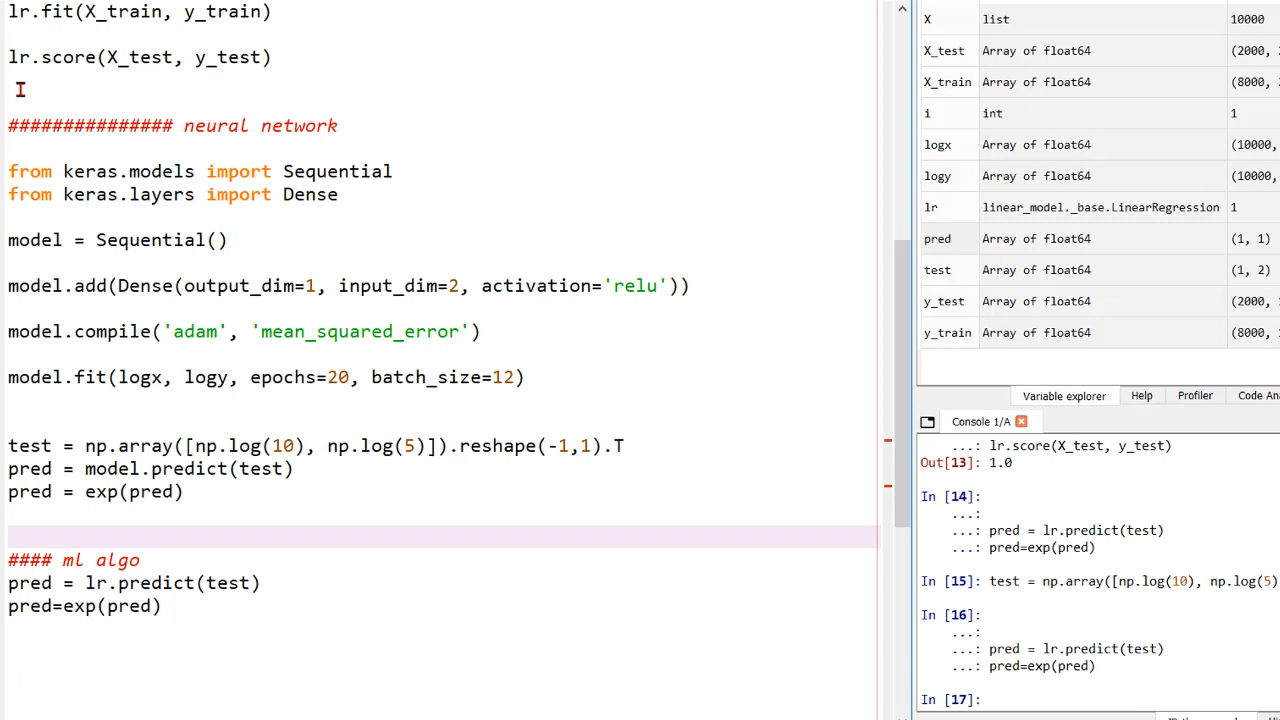 lr.fit(X_train, y_train)
lr.score(X_test, y_test)
############### neural network
from keras.models import Sequential
from keras.layers import Dense
model = Sequential()
model.add(Dense(output_dim=1, input_dim=2, activation='relu'))
model.compile('adam', 'mean_squared_error')
model.fit(logx, logy, epochs=20, batch_size=12)
test = np.array([np.log(10), np.log(5)]).reshape(-1,1).T
pred = model.predict(test)
pred = exp(pred)
#### ml algo
pred = lr.predict(test)
pred=exp(pred)
X list 10000
X_test Array of float64 (2000,
X_train Array of float64 (8000,
i int 1
logx Array of float64 (10000,
logy Array of float64 (10000,
lr linear_model._base.LinearRegression 1
pred Array of float64 (1, 1)
test Array of float64 (1, 2)
y_test Array of float64 (2000,
y_train Array of float64 (8000,
Variable explorer Help Profiler Code
Console 1/A
...: lr.score(X_test, y_test)
Out[13]: 1.0
In [14]:
...:
...: pred = lr.predict(test)
...: pred=exp(pred)
In [15]: test = np.array([np.log(10), np.log(5)
In [16]:
...:
...: pred = lr.predict(test)
...: pred=exp(pred)
In [17]: